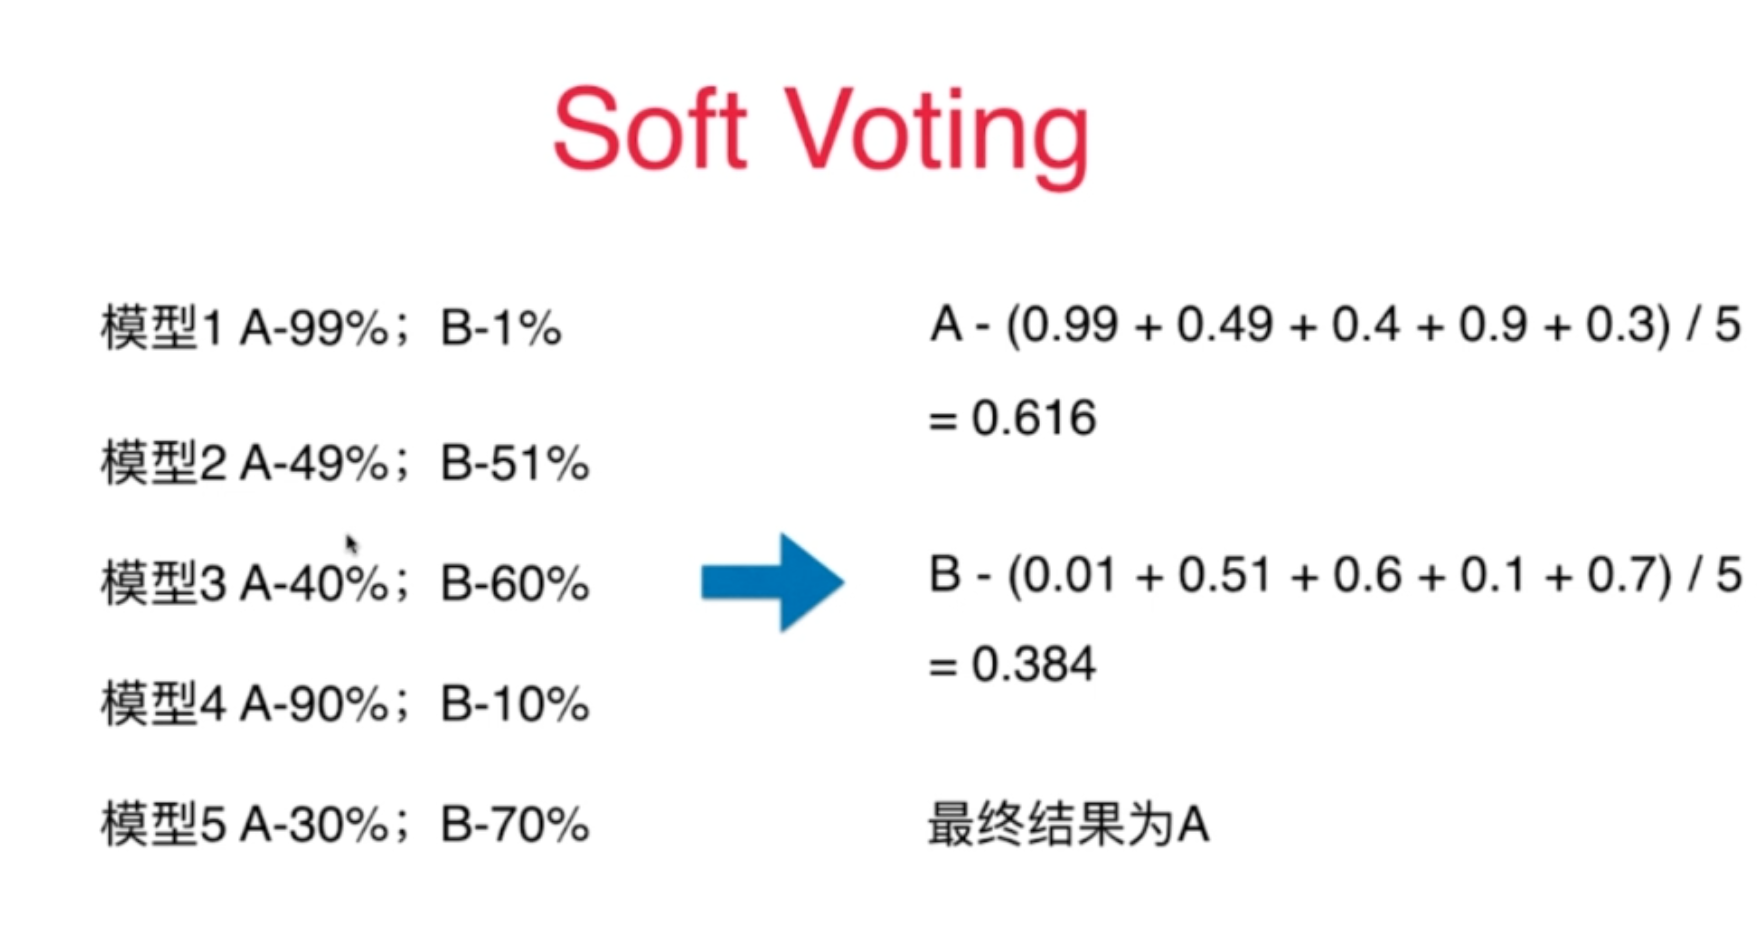 Soft Voting
模型1 A-99%；B-1%
模型2 A-49%；B-51%
模型3 A-40%；B-60%
模型4 A-90%；B-10%
模型5 A-30%；B-70%
A - (0.99 + 0.49 + 0.4 + 0.9 + 0.3) / 5
= 0.616
B - (0.01 + 0.51 + 0.6 + 0.1 + 0.7) / 5
= 0.384
最终结果为A